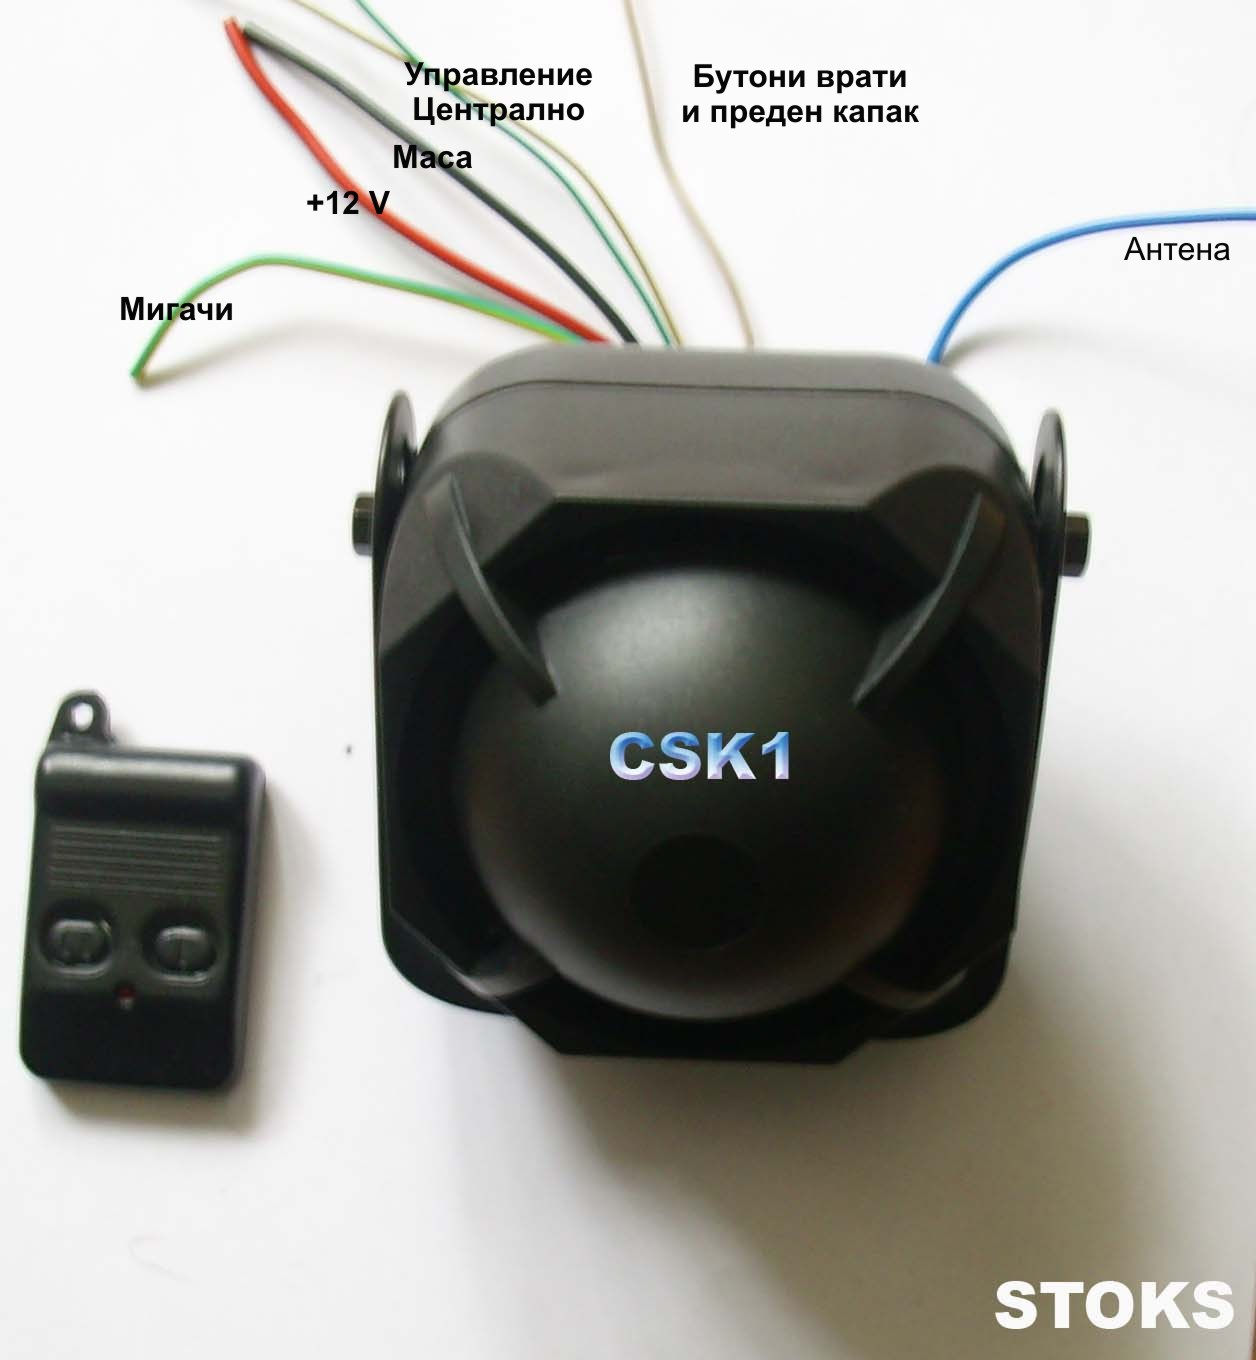 Управление
Централно
Бутони врати
и преден капак
Маса
+12 V
Антена
Мигачи
CSK1
STOKS